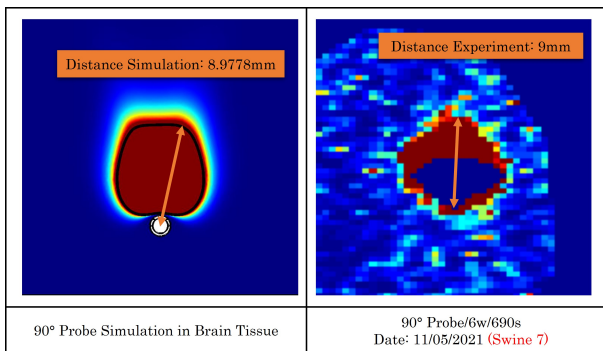 Distance Simulation: 8.9778mm
Distance Experiment: 9mm
90° Probe Simulation in Brain Tissue
90° Probe/6w/690s
Date: 11/05/2021 (Swine 7)